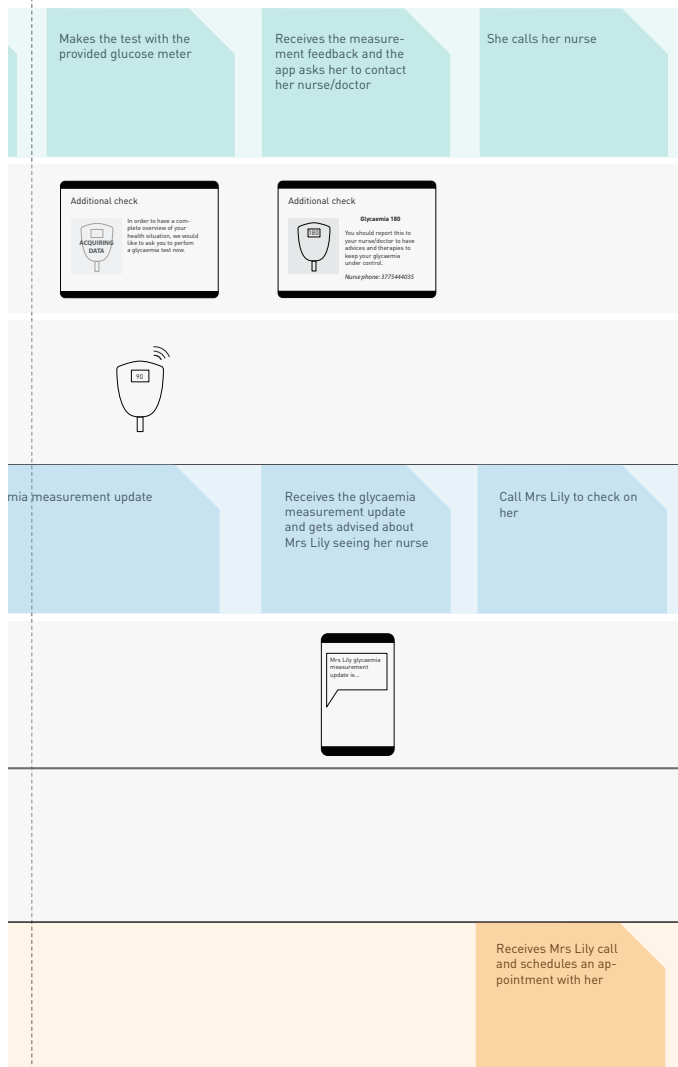 Makes the test with the
provided glucose meter
Receives the measure-
ment feedback and the
app asks her to contact
her nurse/doctor
She calls her nurse
Additional check
ACQUIRING
DATA
In order to have a com-
plete overview of your
health situation, we would
like to ask you to perfom
a glycaemia test now.
Additional check
180
Glycaemia 180
You should report this to
your nurse/doctor to have
advices and therapies to
keep your glycaemia
under control.
Nurse phone: 3775444035
90
mia measurement update
Receives the glycaemia
measurement update
and gets advised about
Mrs Lily seeing her nurse
Call Mrs Lily to check on
her
Mrs Lily glycaemia
measurement
update is...
Receives Mrs Lily call
and schedules an ap-
pointment with her